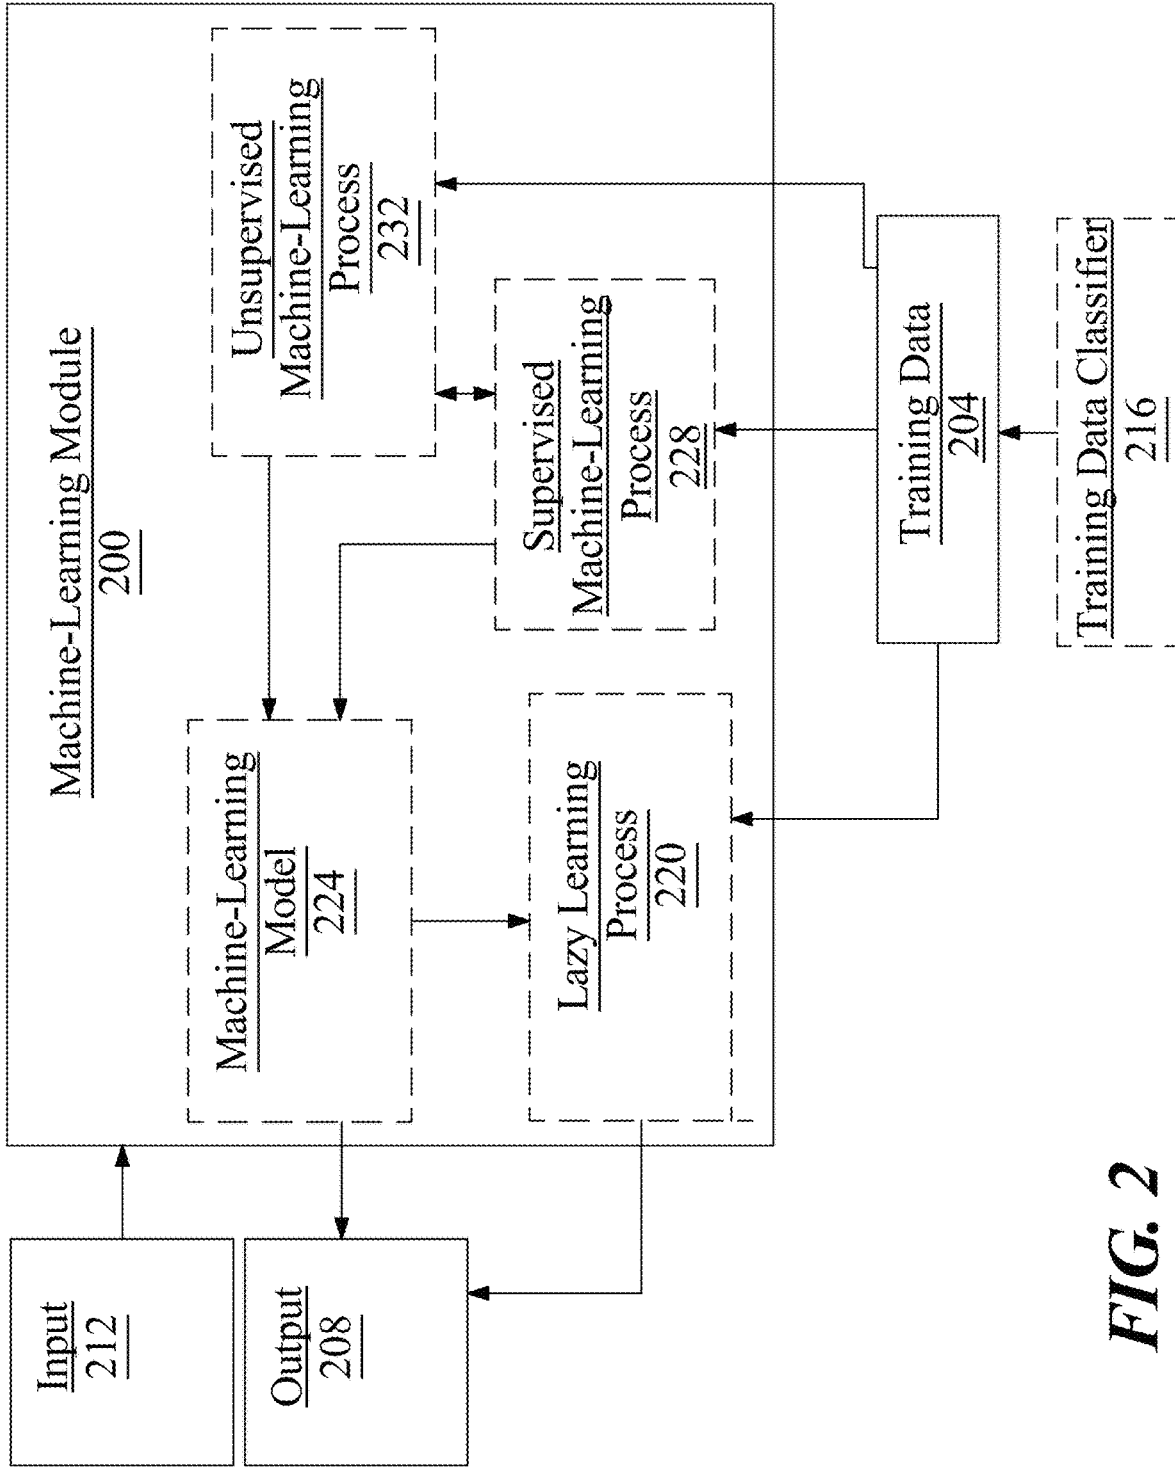 Machine-Learning Module
200
Input
212
Output
208
Machine-Learning
Model
224
Unsupervised
Machine-Learning
Process
232
Lazy Learning
Process
220
Supervised
Machine-Learning
Process
228
Training Data
204
Training Data Classifier
216
FIG. 2